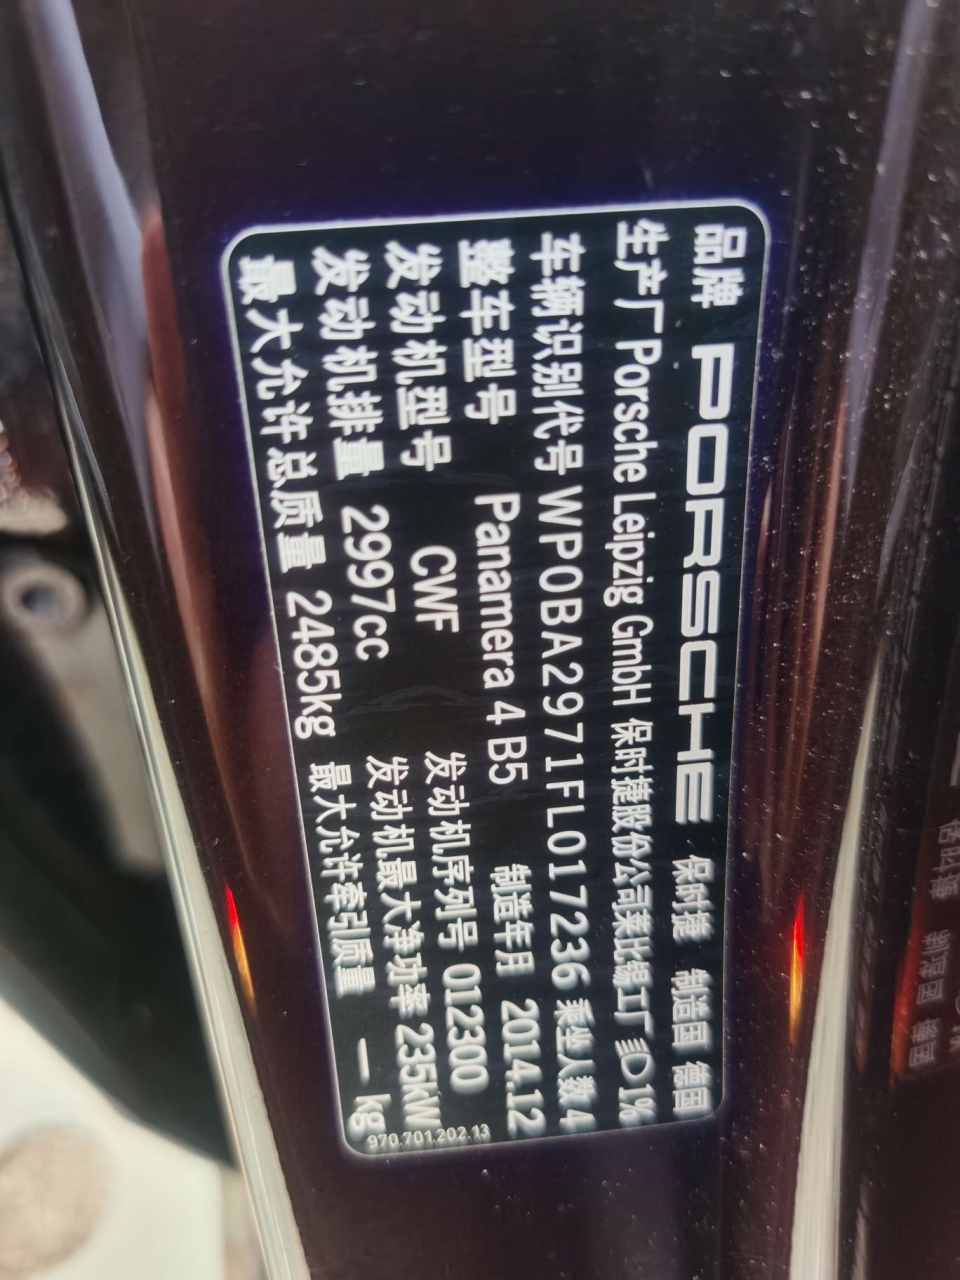 品牌 PORSCHE 保时捷 制造国 德国
生产厂 Porsche Leipzig GmbH 保时捷股份公司莱比锡工厂 1%
车辆识别代号 WP0BA2971FL017236 乘坐人数 4
整车型号 Panamera 4 B5 制造年月 2014.12
发动机型号 CWF 发动机序列号 012300
发动机排量 2997cc 发动机最大净功率 235kW
最大允许总质量 2485kg 最大允许牵引质量 — kg
970.701.202.13